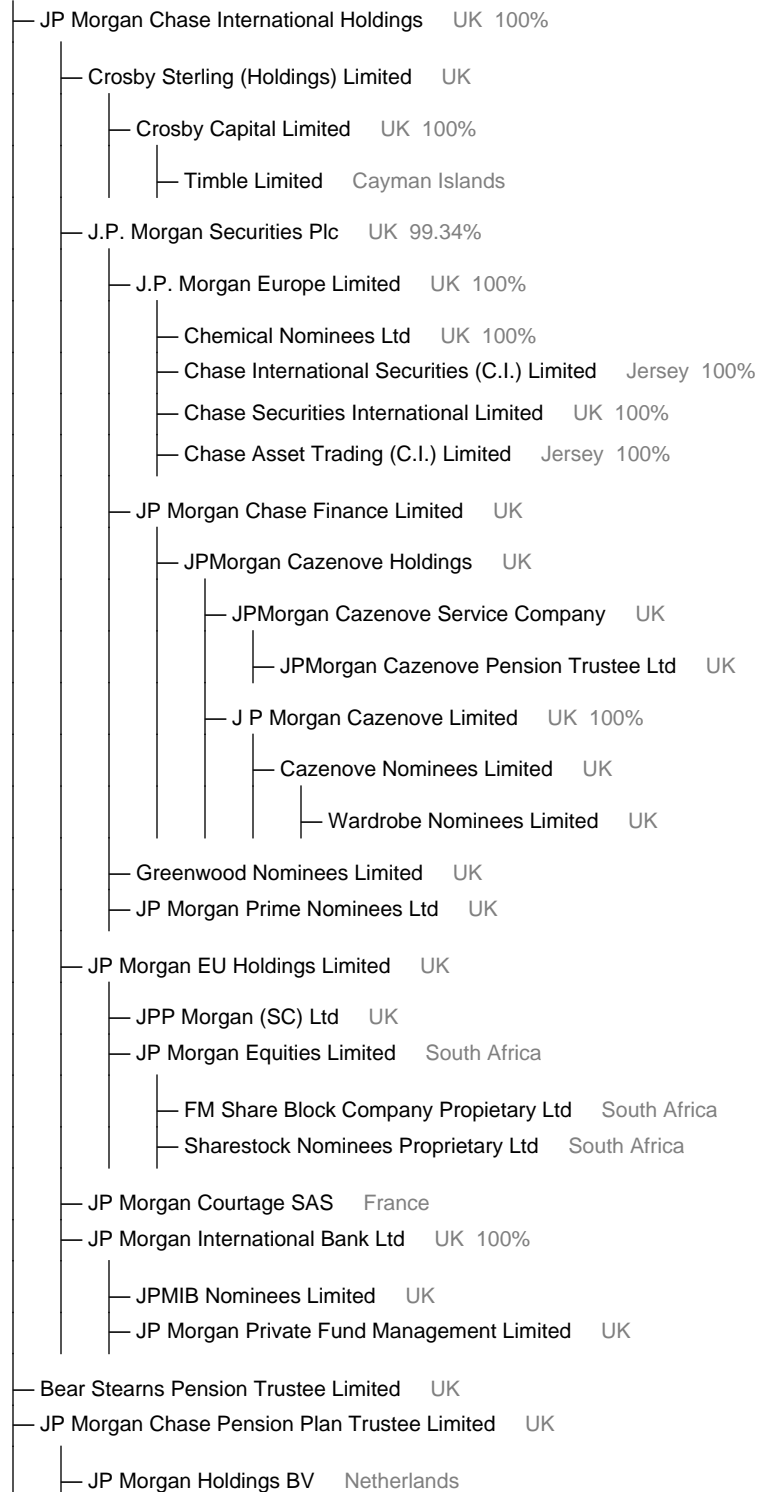 JP Morgan Chase International Holdings UK 100%
Crosby Sterling (Holdings) Limited UK
Crosby Capital Limited UK 100%
Timble Limited Cayman Islands
J.P. Morgan Securities Plc UK 99.34%
J.P. Morgan Europe Limited UK 100%
Chemical Nominees Ltd UK 100%
Chase International Securities (C.I.) Limited Jersey 100%
Chase Securities International Limited UK 100%
Chase Asset Trading (C.I.) Limited Jersey 100%
JP Morgan Chase Finance Limited UK
JPMorgan Cazenove Holdings UK
JPMorgan Cazenove Service Company UK
JPMorgan Cazenove Pension Trustee Ltd UK
J P Morgan Cazenove Limited UK 100%
Cazenove Nominees Limited UK
Wardrobe Nominees Limited UK
Greenwood Nominees Limited UK
JP Morgan Prime Nominees Ltd UK
JP Morgan EU Holdings Limited UK
JPP Morgan (SC) Ltd UK
JP Morgan Equities Limited South Africa
FM Share Block Company Propietary Ltd South Africa
Sharestock Nominees Proprietary Ltd South Africa
JP Morgan Courtage SAS France
JP Morgan International Bank Ltd UK 100%
JPMIB Nominees Limited UK
JP Morgan Private Fund Management Limited UK
Bear Stearns Pension Trustee Limited UK
JP Morgan Chase Pension Plan Trustee Limited UK
JP Morgan Holdings BV Netherlands